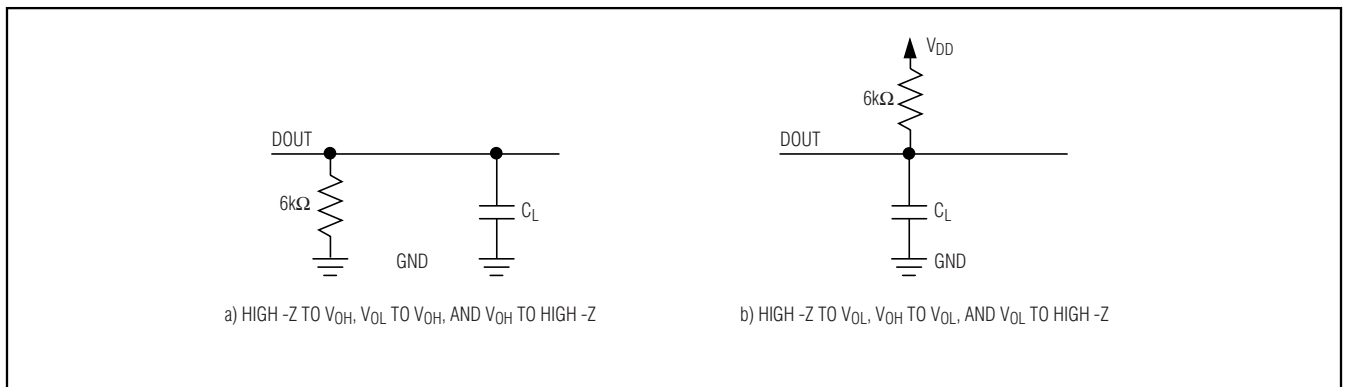 DOUT
6kΩ
C_L
GND
a) HIGH -Z TO V_OH, V_OL TO V_OH, AND V_OH TO HIGH -Z
V_DD
6kΩ
DOUT
C_L
GND
b) HIGH -Z TO V_OL, V_OH TO V_OL, AND V_OL TO HIGH -Z